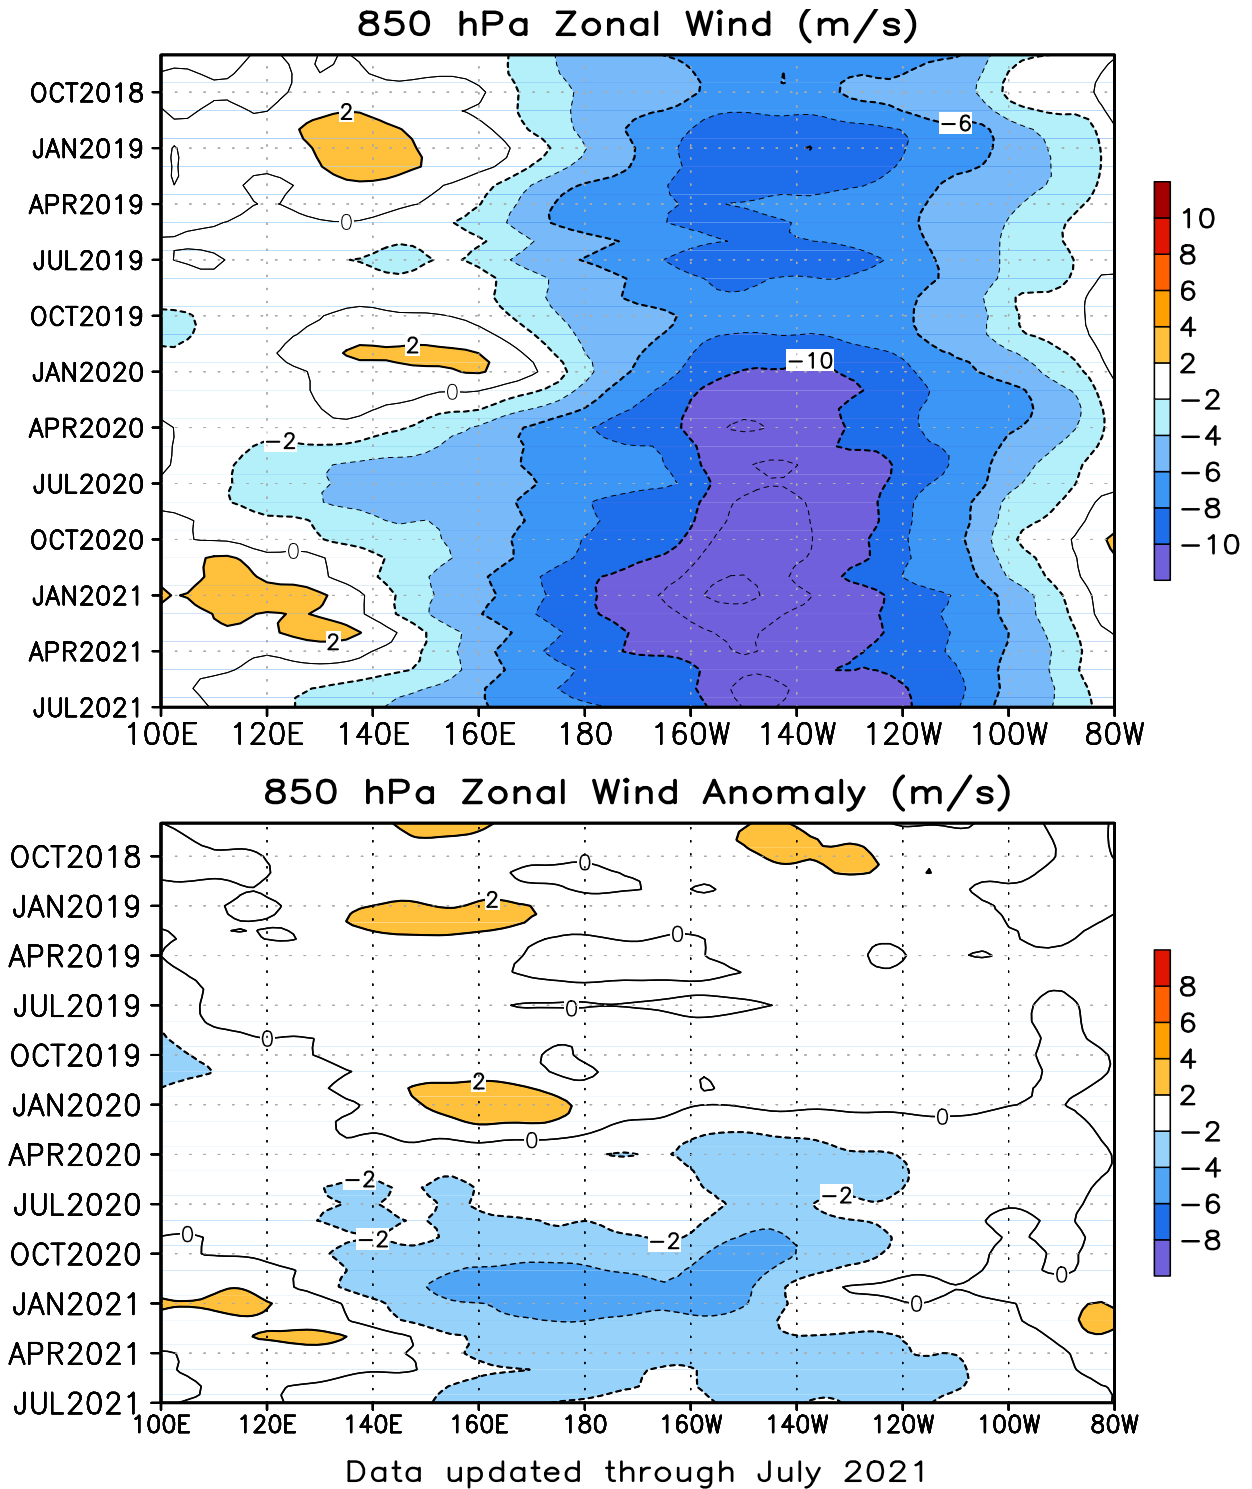 850 hPa Zonal Wind (m/s)
OCT2018
JAN2019
APR2019
JUL2019
OCT2019
JAN2020
APR2020
JUL2020
OCT2020
JAN2021
APR2021
JUL2021
2
−6
0
2
−10
0
−2
0
2
100E 120E 140E 160E 180 160W 140W 120W 100W 80W
10
8
6
4
2
−2
−4
−6
−8
−10
850 hPa Zonal Wind Anomaly (m/s)
OCT2018
JAN2019
APR2019
JUL2019
OCT2019
JAN2020
APR2020
JUL2020
OCT2020
JAN2021
APR2021
JUL2021
0
2
0
0
0
2
0
0
−2
−2
0
−2
−2
0
0
100E 120E 140E 160E 180 160W 140W 120W 100W 80W
8
6
4
2
−2
−4
−6
−8
Data updated through July 2021